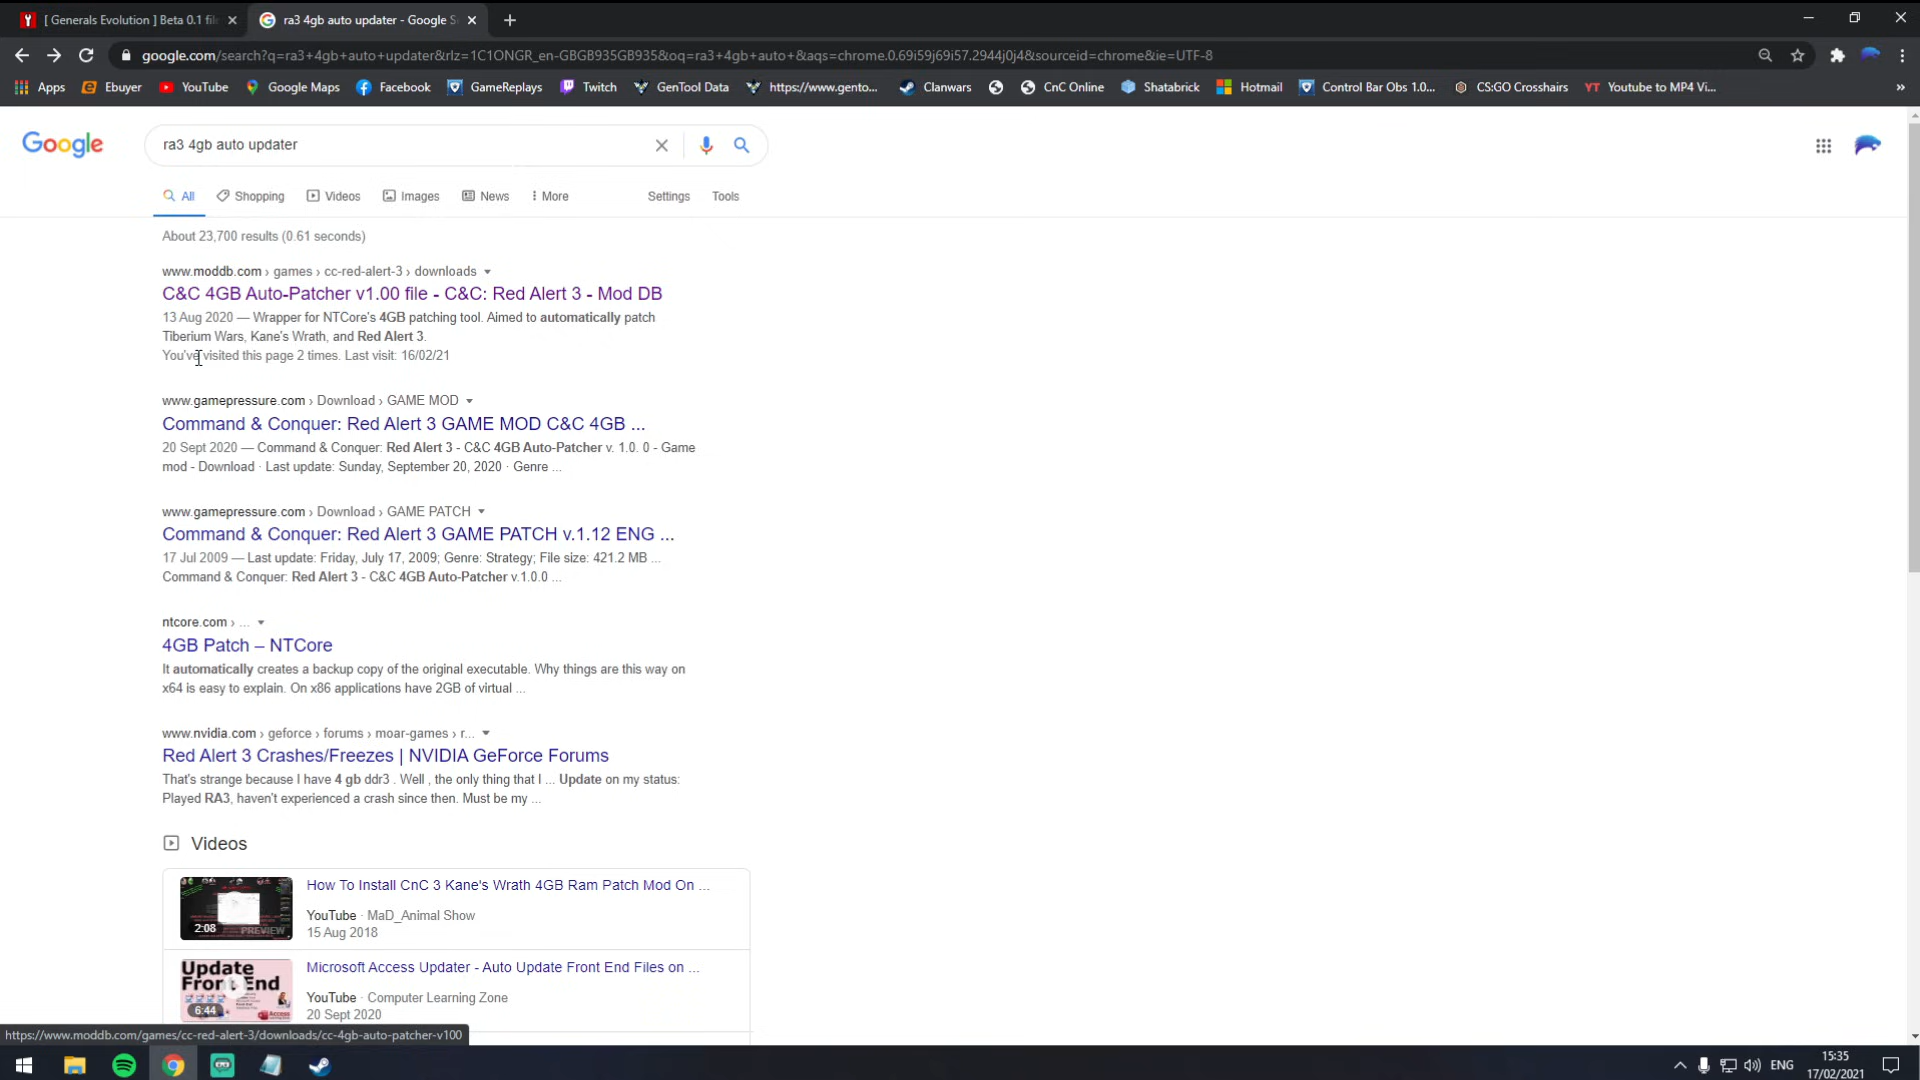 [ Generals Evolution ] Beta 0.1 fil
ra3 4gb auto updater - Google S
google.com/search?q=ra3+4gb+auto+updater&rlz=1C1ONGR_en-GBGB935GB935&oq=ra3+4gb+auto+&aqs=chrome.0.69i59j69i57.2944j0j4&sourceid=chrome&ie=UTF-8
Apps Ebuyer YouTube Google Maps Facebook GameReplays Twitch GenTool Data https://www.gento... Clanwars CnC Online Shatabrick Hotmail Control Bar Obs 1.0... CS:GO Crosshairs YT Youtube to MP4 Vi... »
Google
ra3 4gb auto updater
All Shopping Videos Images News More Settings Tools
About 23,700 results (0.61 seconds)
www.moddb.com › games › cc-red-alert-3 › downloads
C&C 4GB Auto-Patcher v1.00 file - C&C: Red Alert 3 - Mod DB
13 Aug 2020 — Wrapper for NTCore's 4GB patching tool. Aimed to automatically patch
Tiberium Wars, Kane's Wrath, and Red Alert 3.
You've visited this page 2 times. Last visit: 16/02/21
www.gamepressure.com › Download › GAME MOD
Command & Conquer: Red Alert 3 GAME MOD C&C 4GB ...
20 Sept 2020 — Command & Conquer: Red Alert 3 - C&C 4GB Auto-Patcher v. 1.0. 0 - Game
mod - Download · Last update: Sunday, September 20, 2020 · Genre ...
www.gamepressure.com › Download › GAME PATCH
Command & Conquer: Red Alert 3 GAME PATCH v.1.12 ENG ...
17 Jul 2009 — Last update: Friday, July 17, 2009; Genre: Strategy; File size: 421.2 MB ...
Command & Conquer: Red Alert 3 - C&C 4GB Auto-Patcher v.1.0.0 ...
ntcore.com › ...
4GB Patch – NTCore
It automatically creates a backup copy of the original executable. Why things are this way on
x64 is easy to explain. On x86 applications have 2GB of virtual ...
www.nvidia.com › geforce › forums › moar-games › r...
Red Alert 3 Crashes/Freezes | NVIDIA GeForce Forums
That's strange because I have 4 gb ddr3 . Well , the only thing that I ... Update on my status:
Played RA3, haven't experienced a crash since then. Must be my ...
Videos
How To Install CnC 3 Kane's Wrath 4GB Ram Patch Mod On ...
YouTube · MaD_Animal Show
15 Aug 2018
2:08
PREVIEW
Microsoft Access Updater - Auto Update Front End Files on ...
YouTube · Computer Learning Zone
20 Sept 2020
Update
Front End
6:44
https://www.moddb.com/games/cc-red-alert-3/downloads/cc-4gb-auto-patcher-v100
ENG
15:35
17/02/2021